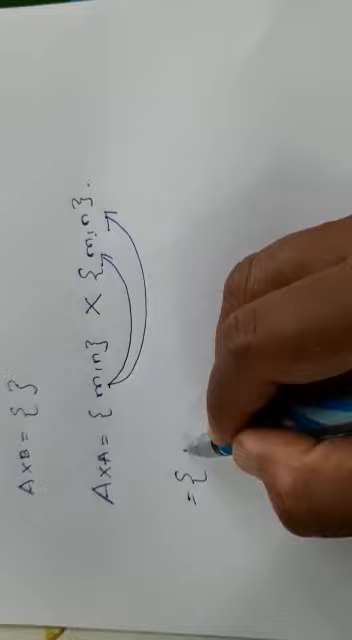 A×B = { }
A×A = {m,n} × {m,n}.
= {